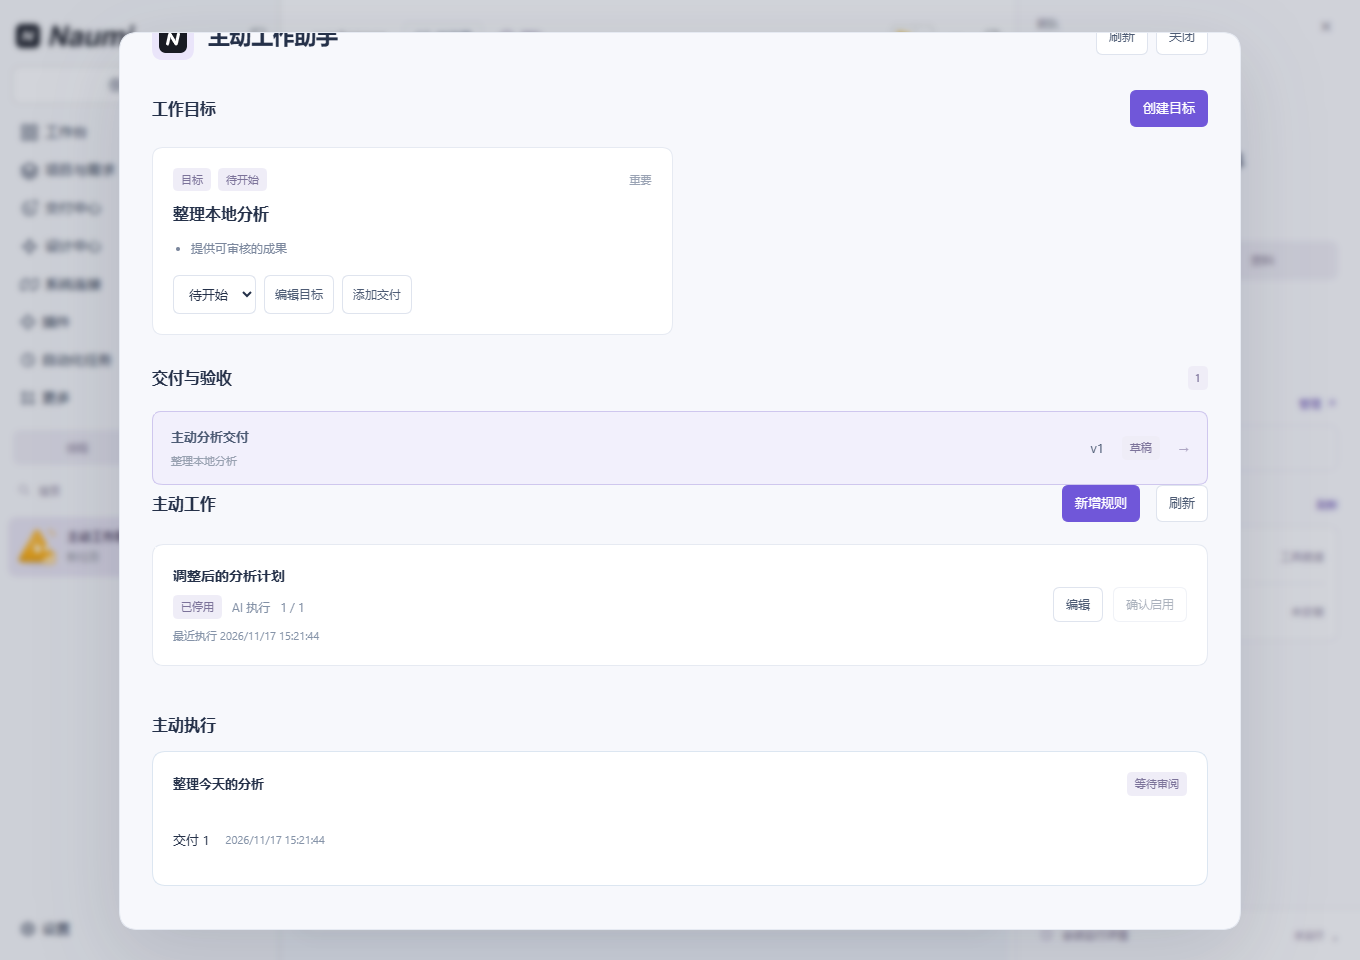 主动工作助手
刷新
关闭
工作目标
创建目标
目标
待开始
重要
整理本地分析
提供可审核的成果
待开始
编辑目标
添加交付
交付与验收
1
主动分析交付
整理本地分析
v1
草稿
→
主动工作
新增规则
刷新
调整后的分析计划
已停用 AI 执行 1 / 1
最近执行 2026/11/17 15:21:44
编辑
确认启用
主动执行
整理今天的分析
等待审阅
交付 1 2026/11/17 15:21:44